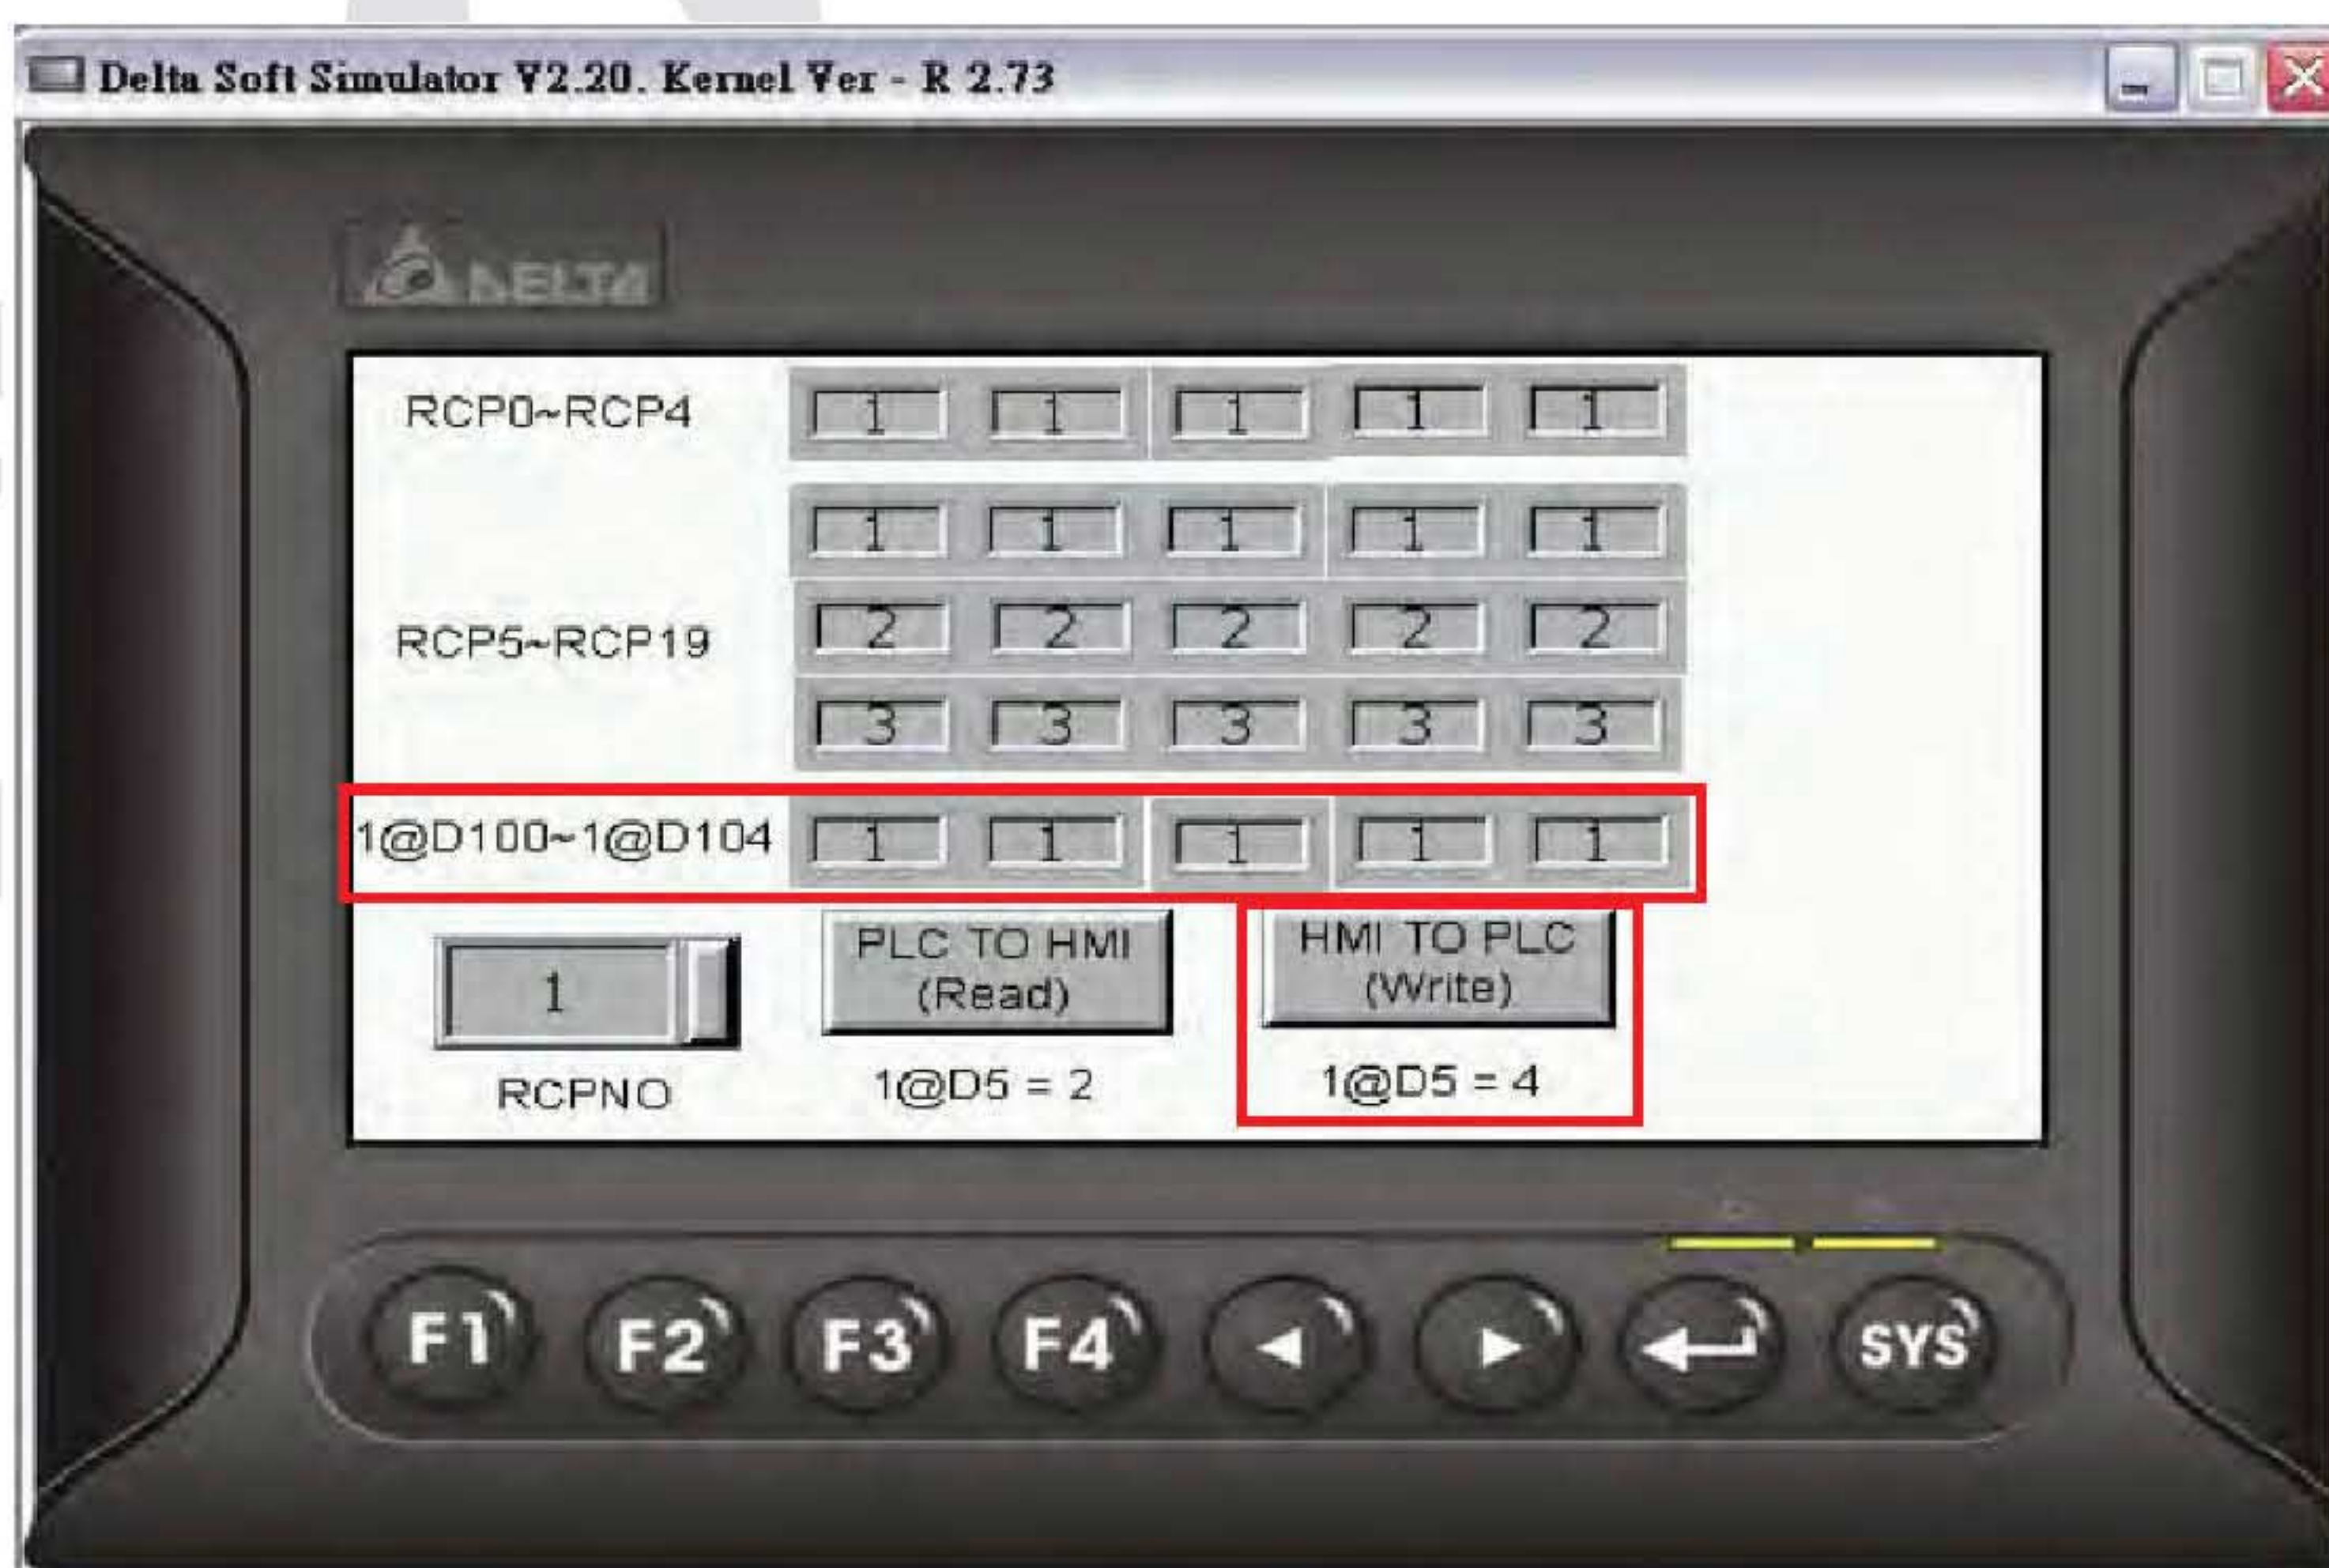 Delta Soft Simulator V2.20. Kernel Ver - R 2.73
DELTA
RCP0~RCP4 1 1 1 1 1
1 1 1 1 1
RCP5~RCP19 2 2 2 2 2
3 3 3 3 3
1@D100~1@D104 1 1 1 1 1
1
RCPNO
PLC TO HMI
(Read)
1@D5 = 2
HMI TO PLC
(Write)
1@D5 = 4
F1 F2 F3 F4 SYS